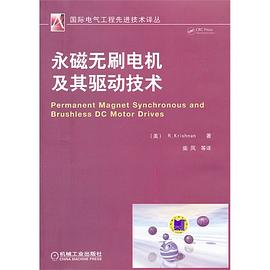 国际电气工程先进技术译丛
CRC Press
永磁无刷电机
及其驱动技术
Permanent Magnet Synchronous and
Brushless DC Motor Drives
（美） R.Krishnan 著
柴凤 等译
机械工业出版社
CHINA MACHINE PRESS